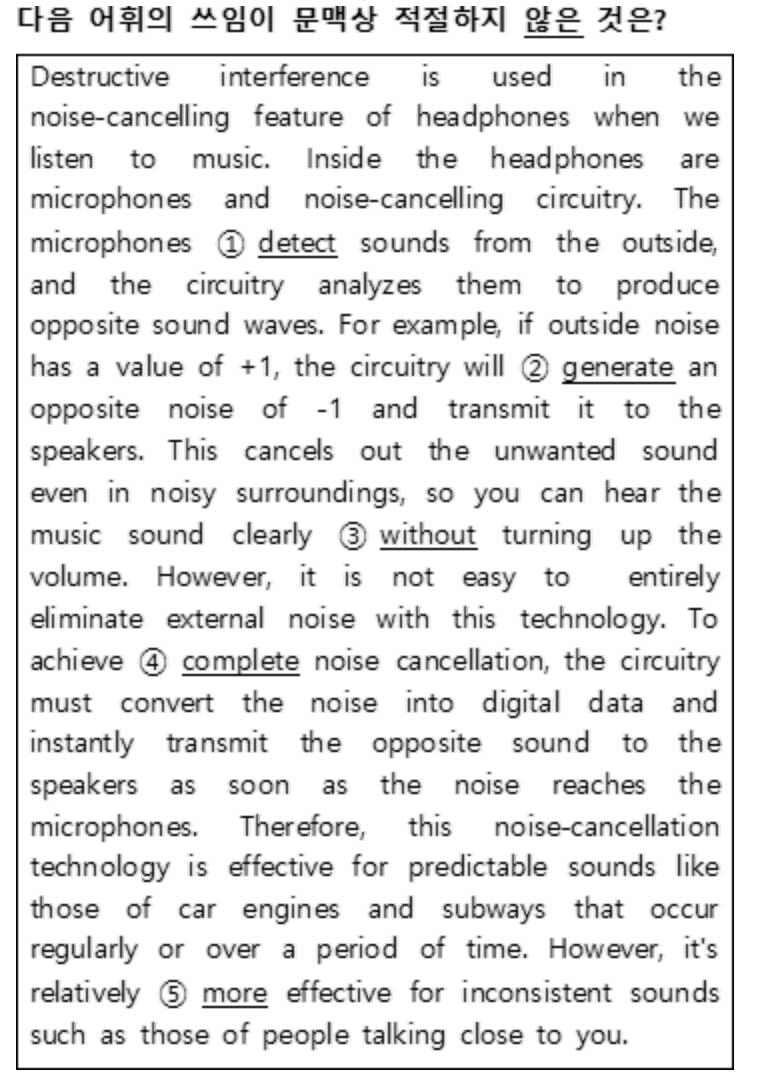 다음 어휘의 쓰임이 문맥상 적절하지 않은 것은?
Destructive interference is used in the
noise-cancelling feature of headphones when we
listen to music. Inside the headphones are
microphones and noise-cancelling circuitry. The
microphones ① detect sounds from the outside,
and the circuitry analyzes them to produce
opposite sound waves. For example, if outside noise
has a value of +1, the circuitry will ② generate an
opposite noise of -1 and transmit it to the
speakers. This cancels out the unwanted sound
even in noisy surroundings, so you can hear the
music sound clearly ③ without turning up the
volume. However, it is not easy to entirely
eliminate external noise with this technology. To
achieve ④ complete noise cancellation, the circuitry
must convert the noise into digital data and
instantly transmit the opposite sound to the
speakers as soon as the noise reaches the
microphones. Therefore, this noise-cancellation
technology is effective for predictable sounds like
those of car engines and subways that occur
regularly or over a period of time. However, it's
relatively ⑤ more effective for inconsistent sounds
such as those of people talking close to you.